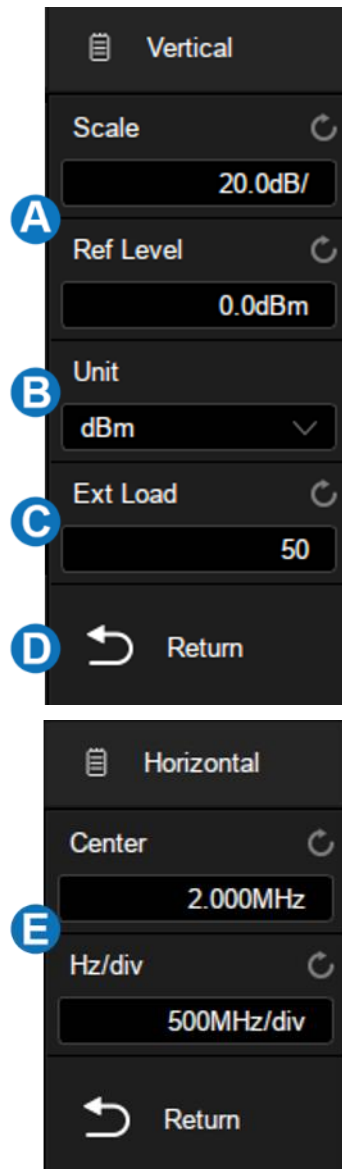 Vertical
Scale
20.0dB/
A
Ref Level
0.0dBm
Unit
B
dBm
Ext Load
C
50
D
Return
Horizontal
Center
2.000MHz
E
Hz/div
500MHz/div
Return